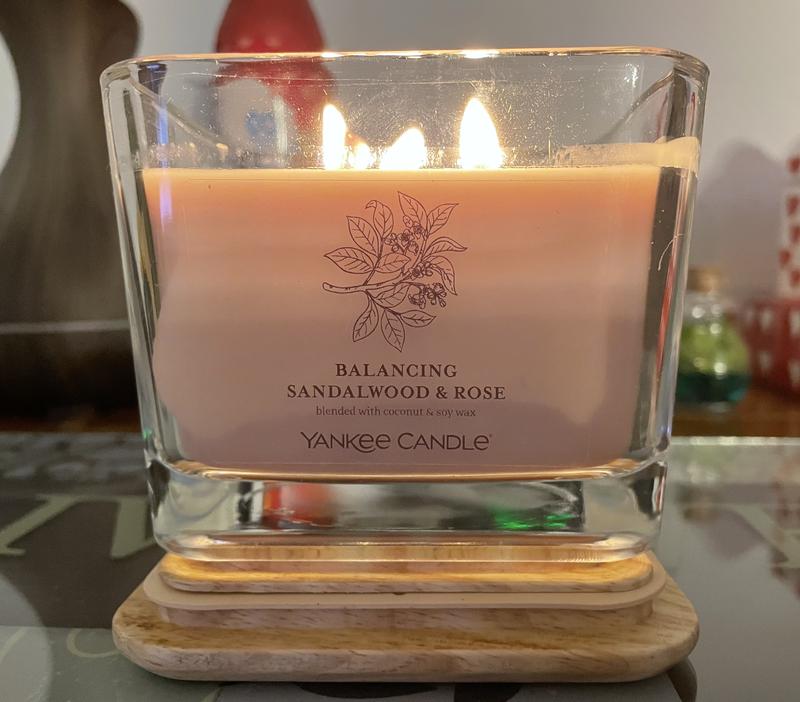 BALANCING
SANDALWOOD & ROSE
blended with coconut & soy wax
YANKEE CANDLE®